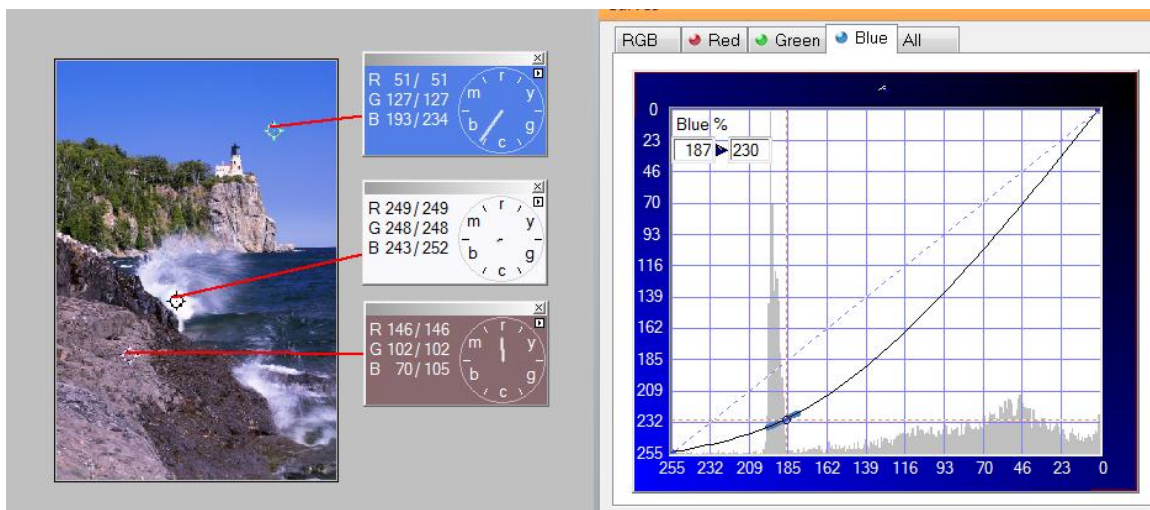 RGB Red Green Blue All
R 51/ 51
G 127/127
B 193/234
r
y
g
c
b
m
R 249/249
G 248/248
B 243/252
r
y
g
c
b
m
R 146/146
G 102/102
B 70/105
r
y
g
c
b
m
Blue %
187 230
0
23
46
70
93
116
139
162
185
209
232
255
255 232 209 185 162 139 116 93 70 46 23 0